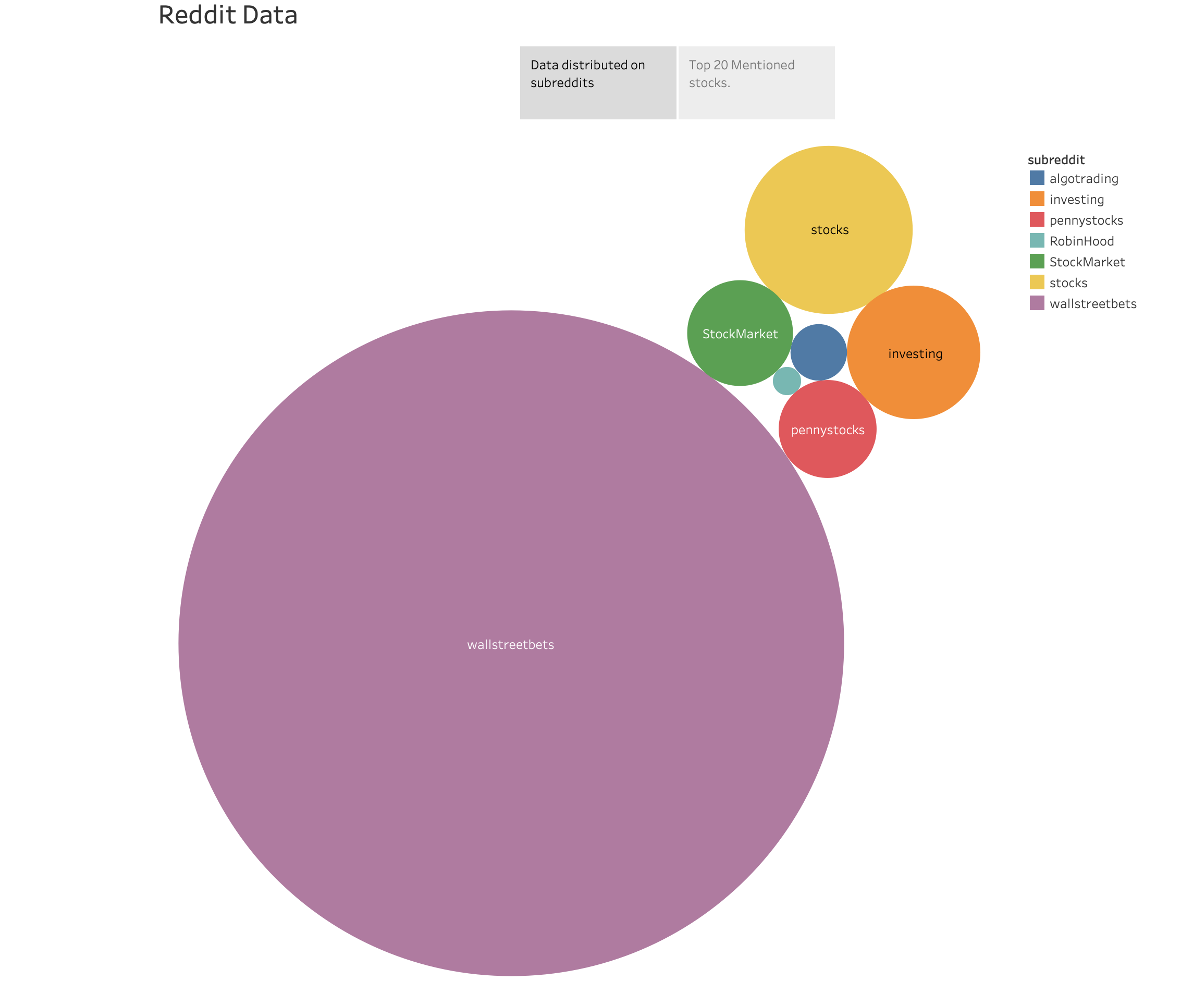 Reddit Data
Data distributed on
subreddits
Top 20 Mentioned
stocks.
subreddit
algotrading
investing
pennystocks
RobinHood
StockMarket
stocks
wallstreetbets
stocks
StockMarket
investing
pennystocks
wallstreetbets